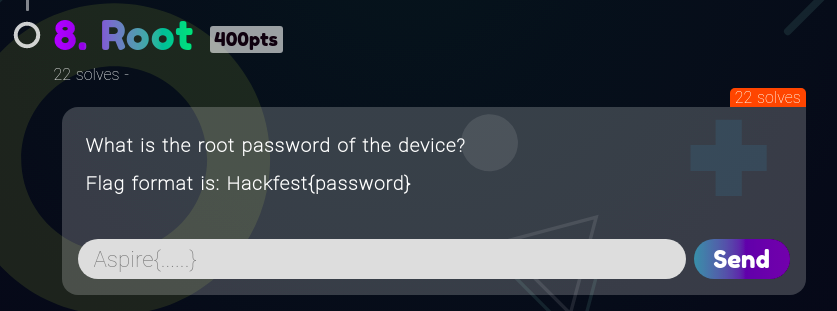 8. Root 400pts
22 solves -
22 solves
What is the root password of the device?
Flag format is: Hackfest{password}
Aspire{......} Send